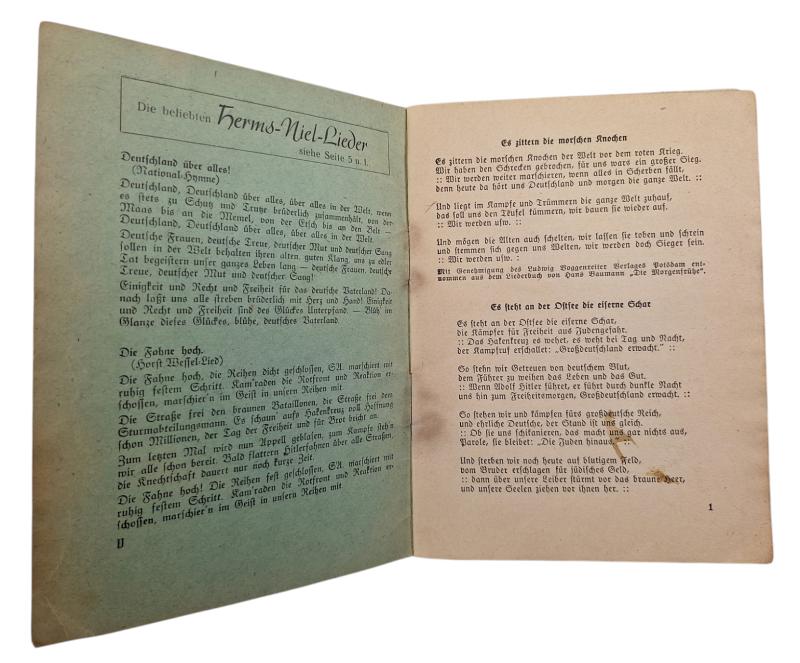 Die beliebten Herms-Niel-Lieder
siehe Seite 5 u. 1.
Deutschland über alles!
(National-Hymne)
Deutschland, Deutschland über alles, über alles in der Welt, wenn
es stets zu Schutz und Trutze brüderlich zusammenhält, von der
Maas bis an die Memel, von der Etsch bis an den Belt —
Deutschland, Deutschland über alles, über alles in der Welt.
Deutsche Frauen, deutsche Treue, deutscher Mut und deutscher Sang
sollen in der Welt behalten ihren alten, guten Klang, uns zu edler
Tat begeistern unser ganzes Leben lang — deutsche Frauen, deutsche
Treue, deutscher Mut und deutscher Sang!
Einigkeit und Recht und Freiheit für das deutsche Vaterland! Da-
nach laßt uns alle streben brüderlich mit Herz und Hand! Einigkeit
und Recht und Freiheit sind des Glückes Unterpfand. — Blüh' im
Glanze dieses Glückes, blühe, deutsches Vaterland.
Die Fahne hoch.
(Horst Wessel-Lied)
Die Fahne hoch, die Reihen dicht geschlossen, SA. marschiert mit
ruhig festem Schritt. Kam'raden die Rotfront und Reaktion er-
schossen, marschier'n im Geist in unsern Reihen mit.
Die Straße frei den braunen Bataillonen, die Straße frei dem
Sturmabteilungsmann. Es schaun' aufs Hakenkreuz voll Hoffnung
schon Millionen, der Tag der Freiheit und für Brot bricht an.
Zum letzten Mal wird nun Appell geblasen, zum Kampfe steh'n
wir alle schon bereit. Bald flattern Hitlerfahnen über alle Straßen,
die Knechtschaft dauert nur noch kurze Zeit.
Die Fahne hoch! Die Reihen fest geschlossen, SA. marschiert mit
ruhig festem Schritt. Kam'raden die Rotfront und Reaktion er-
schossen, marschier'n im Geist in unsern Reihen mit.
Es zittern die morschen Knochen
Es zittern die morschen Knochen der Welt vor dem roten Krieg.
Wir haben den Schrecken gebrochen, für uns wars ein großer Sieg.
:: Wir werden weiter marschieren, wenn alles in Scherben fällt,
denn heute da hört uns Deutschland und morgen die ganze Welt. ::
Und liegt im Kampfe und Trümmern die ganze Welt zuhauf,
das soll uns den Teufel kümmern, wir bauen sie wieder auf.
:: Wir werden usw. ::
Und mögen die Alten auch schelten, wir lassen sie toben und schrein
und stemmen sich gegen uns Welten, wir werden doch Sieger sein.
:: Wir werden usw. :
Mit Genehmigung des Ludwig Voggenreiter Verlages Potsdam ent-
nommen aus dem Liederbuch von Hans Baumann „Die Morgenfrühe".
Es steht an der Ostsee die eiserne Schar
Es steht an der Ostsee die eiserne Schar,
die Kämpfer für Freiheit aus Fudengefahr.
:: Das Hakenkreuz es wehet, es weht bei Tag und Nacht,
der Kampfruf erschallet: „Großdeutschland erwacht." ::
So stehn wir Getreuen von deutschem Blut,
dem Führer zu weihen das Leben und das Gut.
:: Wenn Adolf Hitler führet, er führt durch dunkle Nacht
uns hin zum Freiheitsmorgen, Großdeutschland erwacht. ::
So stehen wir und kämpfen fürs großdeutsche Reich,
und ehrliche Deutsche, der Stand ist uns gleich.
:: Ob sie uns schikanieren, das macht uns gar nichts aus,
Parole, sie bleibet: „Die Juden hinaus"
Und sterben wir noch heute auf blutigem Feld,
vom Bruder erschlagen für jüdisches Geld,
:: dann über unsere Leiber stürmt vor das braune Heer,
und unsere Seelen ziehen vor ihnen her. ::
1